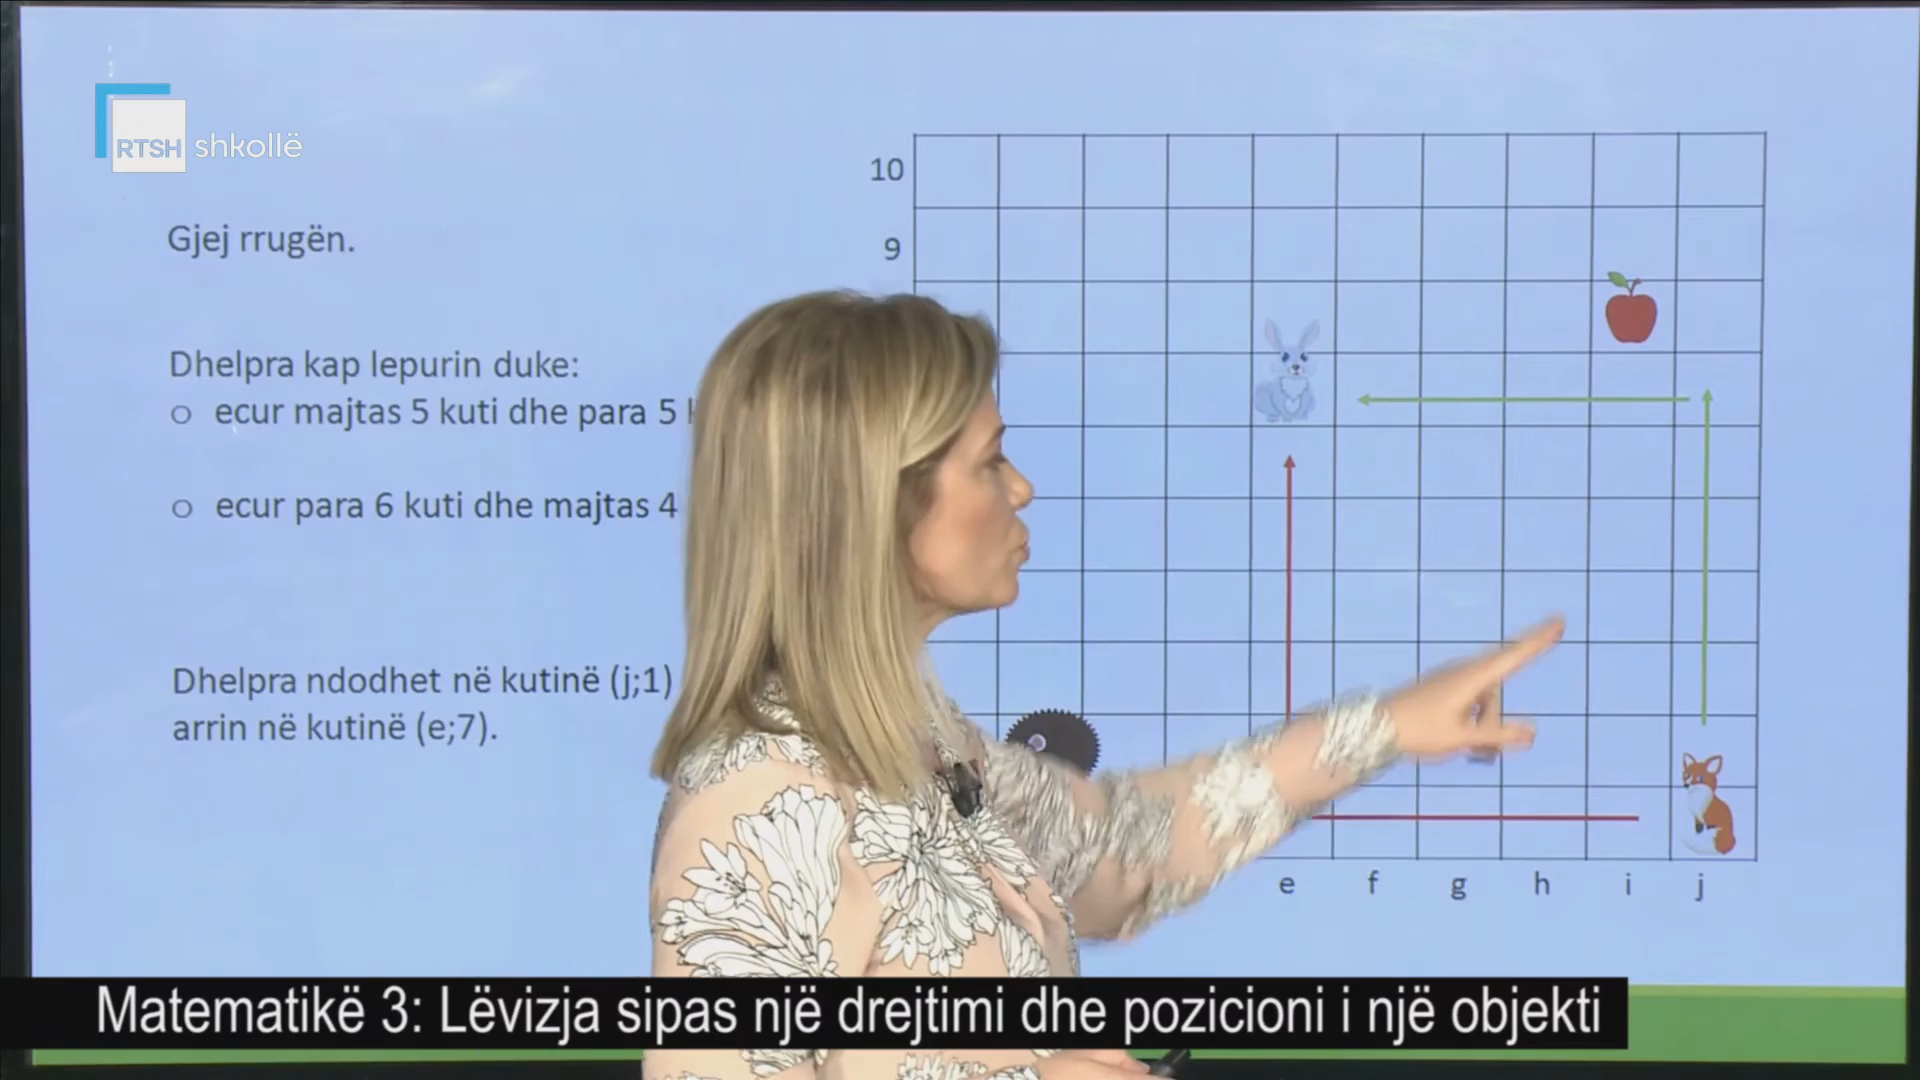 RTSH shkollë
Gjej rrugën.
Dhelpra kap lepurin duke:
o ecur majtas 5 kuti dhe para 5
o ecur para 6 kuti dhe majtas 4
Dhelpra ndodhet në kutinë (j;1)
arrin në kutinë (e;7).
10
9
e f g h i j
Matematikë 3: Lëvizja sipas një drejtimi dhe pozicioni i një objekti